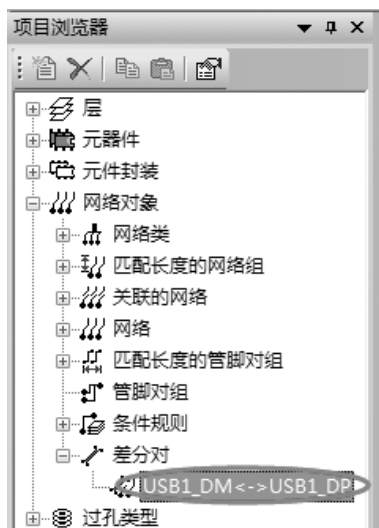 项目浏览器
层
元器件
元件封装
网络对象
网络类
匹配长度的网络组
关联的网络
网络
匹配长度的管脚对组
管脚对组
条件规则
差分对
USB1_DM<->USB1_DP
过孔类型